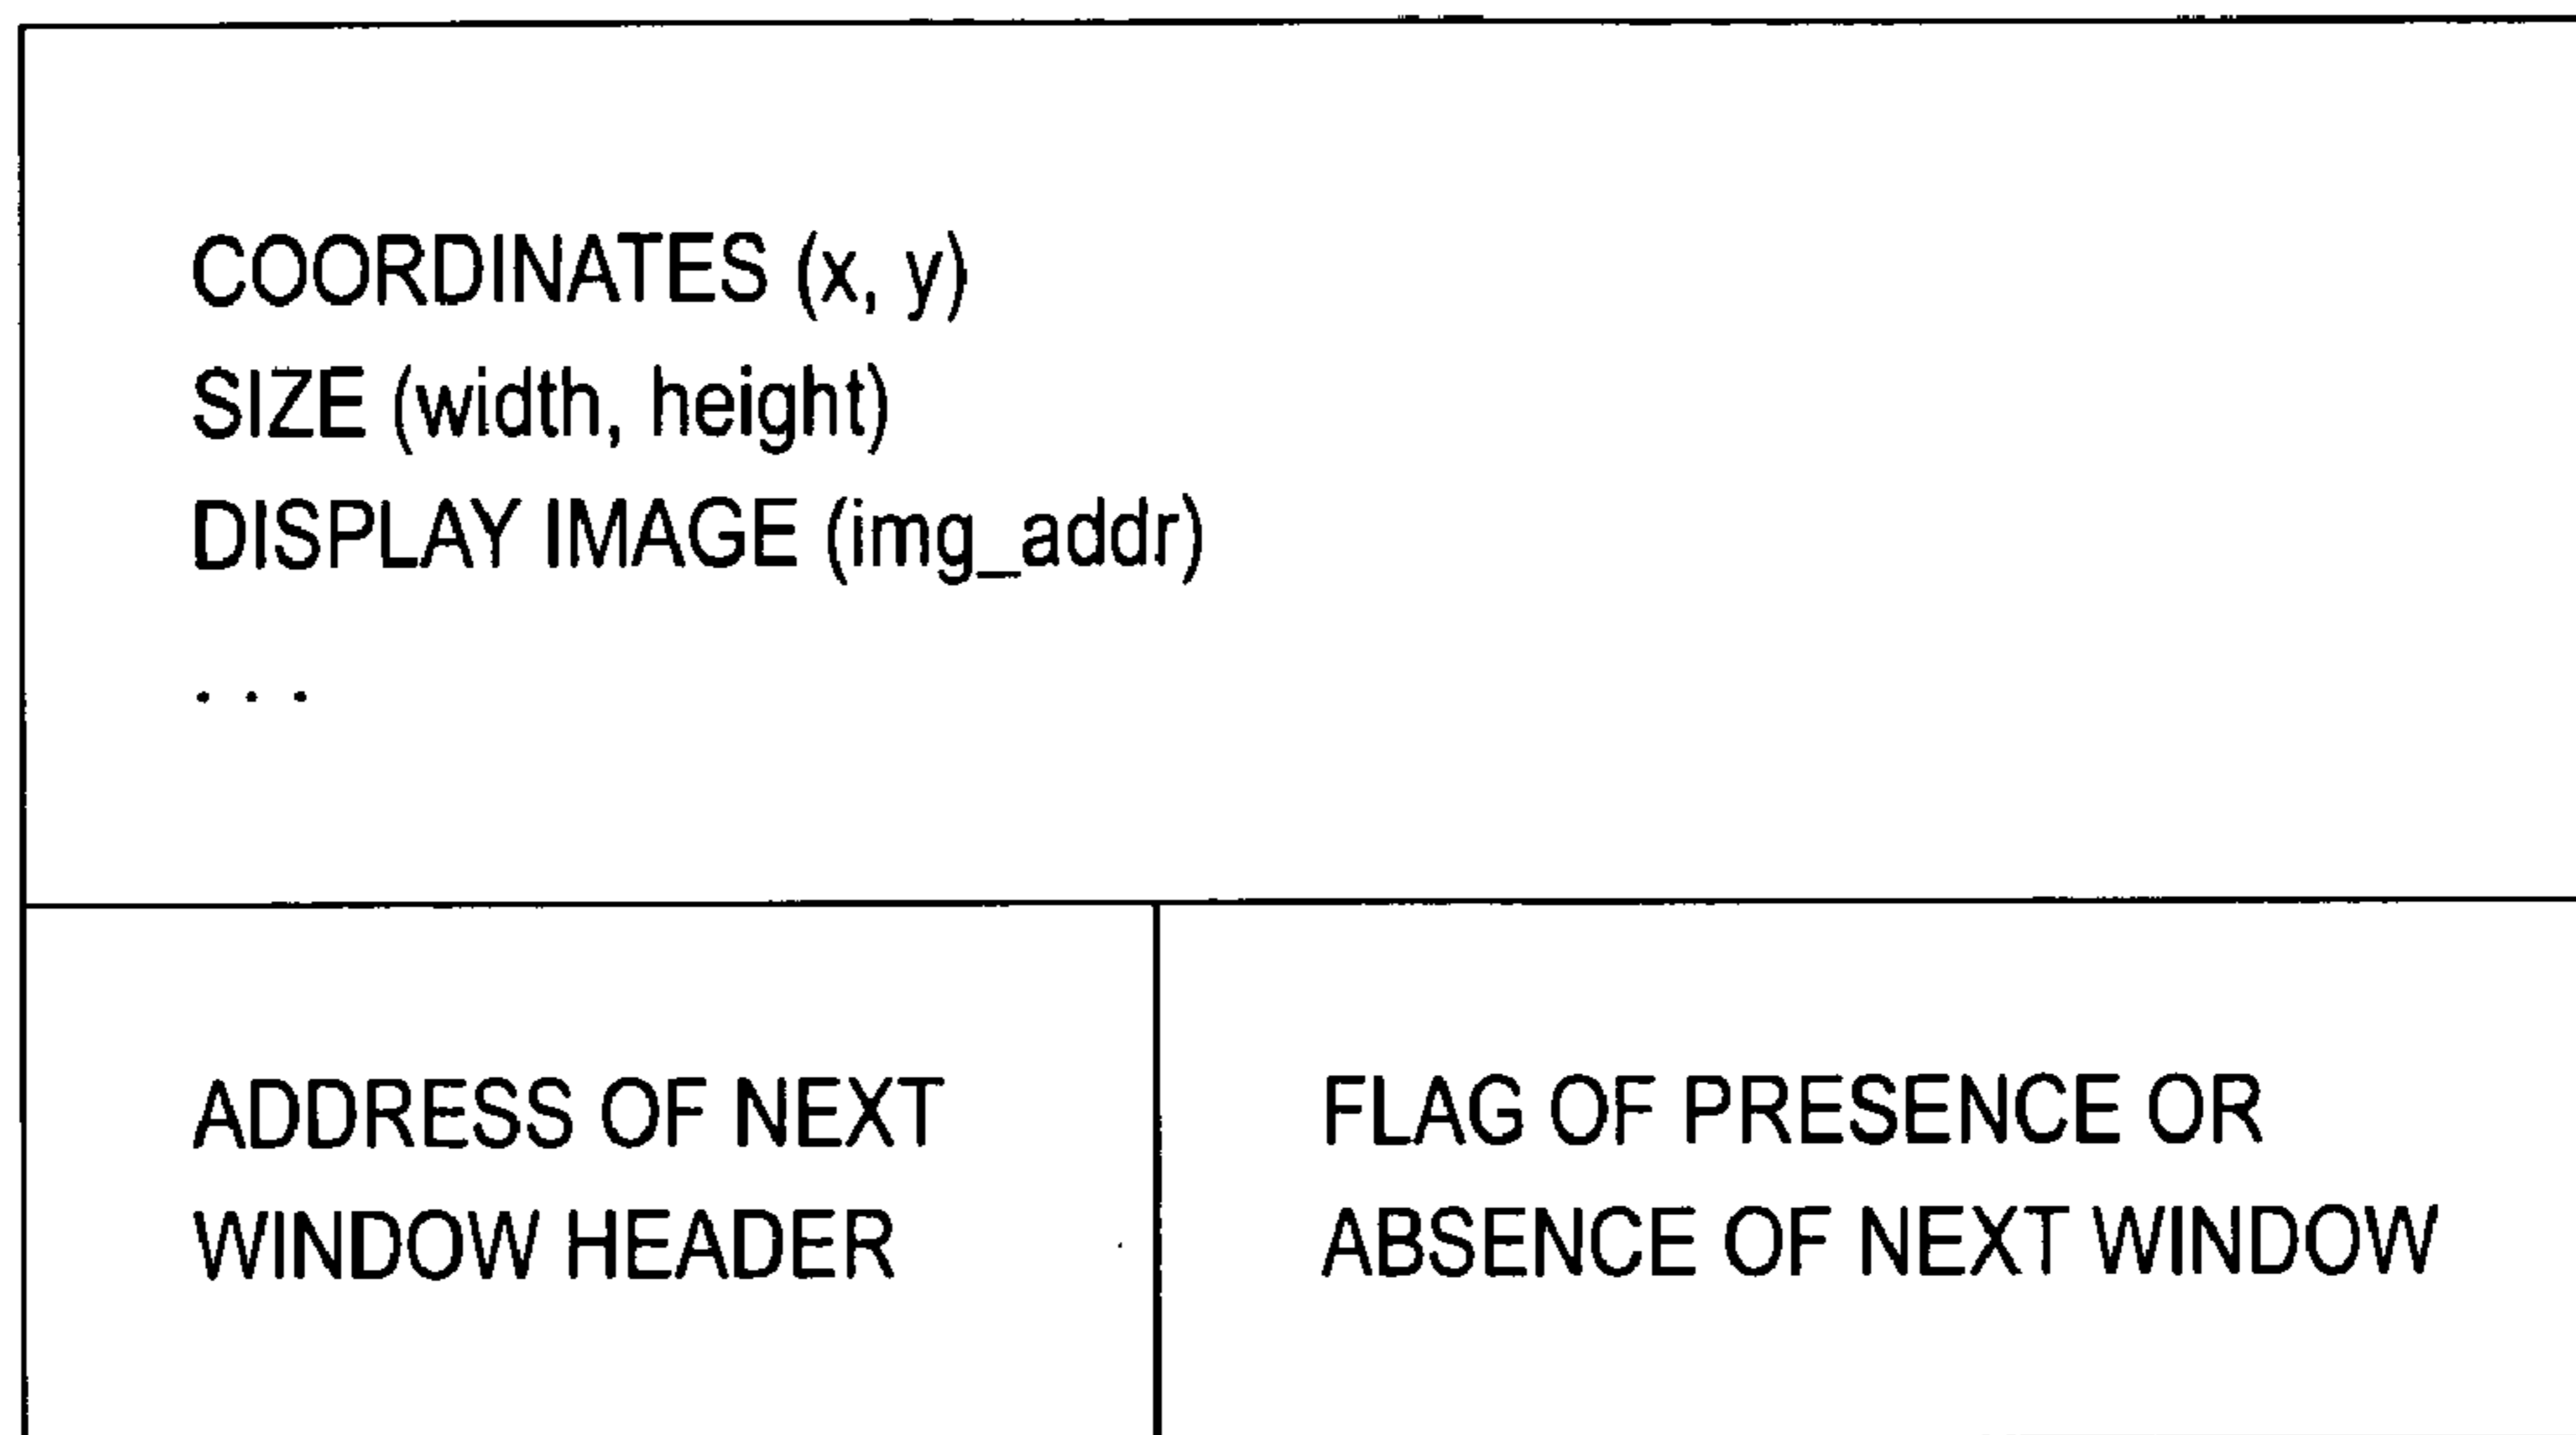 COORDINATES (x, y)
SIZE (width, height)
DISPLAY IMAGE (img_addr)
. . .
ADDRESS OF NEXT
WINDOW HEADER
FLAG OF PRESENCE OR
ABSENCE OF NEXT WINDOW